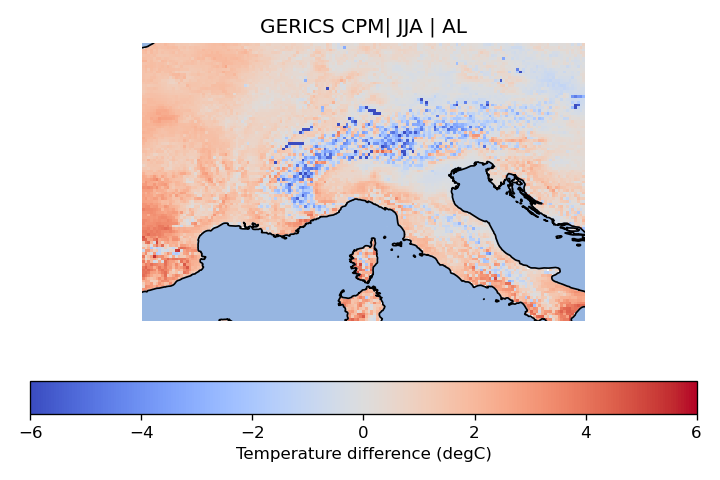 GERICS CPM| JJA | AL
−6 −4 −2 0 2 4 6
Temperature difference (degC)